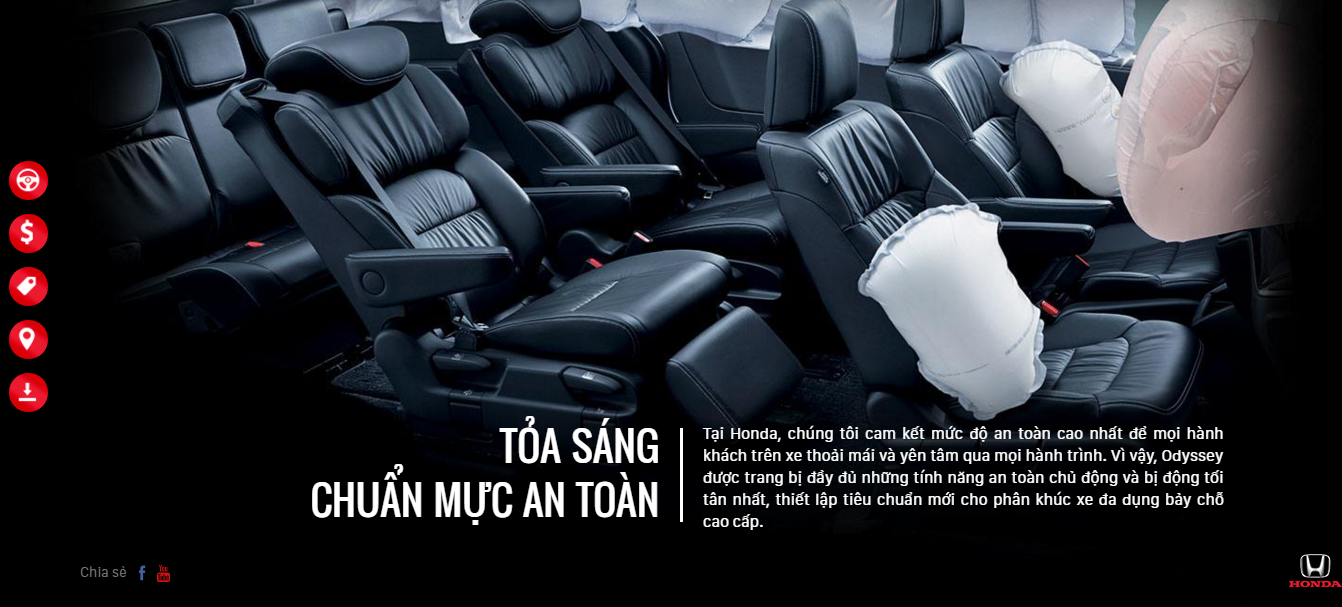 TỎA SÁNG
CHUẨN MỰC AN TOÀN
Tại Honda, chúng tôi cam kết mức độ an toàn cao nhất để mọi hành
khách trên xe thoải mái và yên tâm qua mọi hành trình. Vì vậy, Odyssey
được trang bị đầy đủ những tính năng an toàn chủ động và bị động tối
tân nhất, thiết lập tiêu chuẩn mới cho phân khúc xe đa dụng bảy chỗ
cao cấp.
Chia sẻ
You
Tube
HONDA